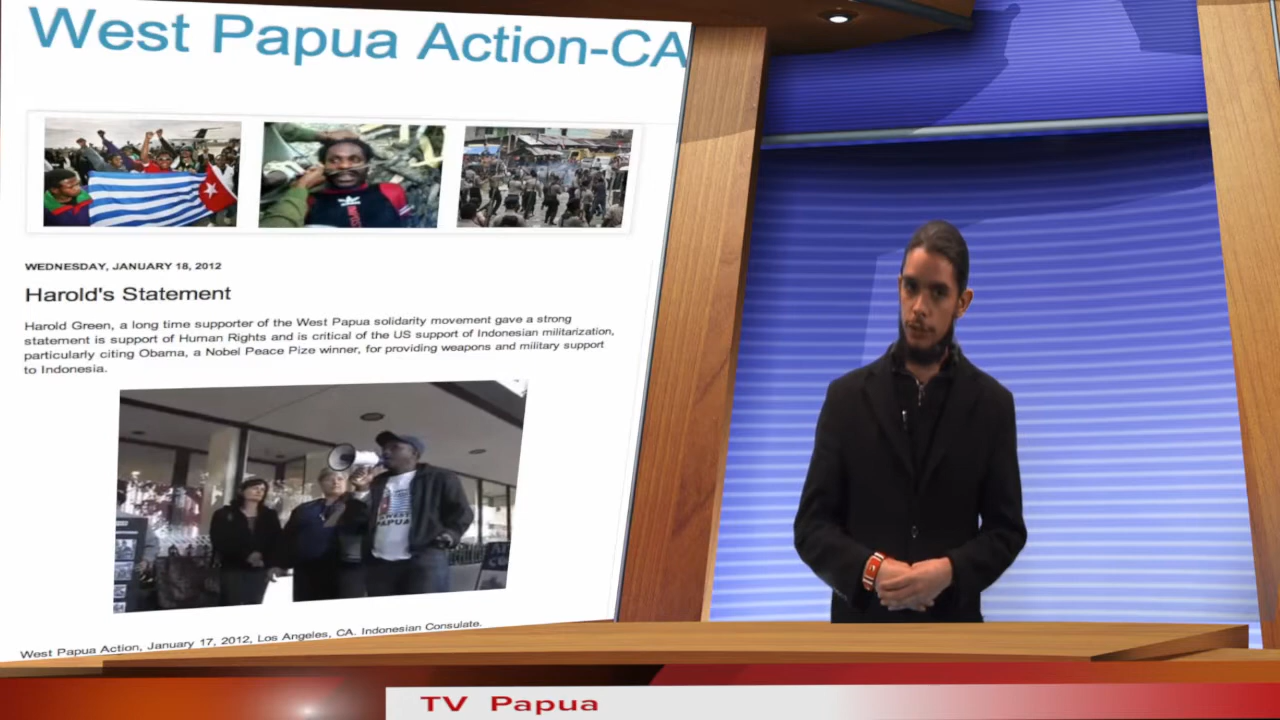 West Papua Action-CA
WEDNESDAY, JANUARY 18, 2012
Harold's Statement
Harold Green, a long time supporter of the West Papua solidarity movement gave a strong
statement is support of Human Rights and is critical of the US support of Indonesian militarization,
particularly citing Obama, a Nobel Peace Pize winner, for providing weapons and military support
to Indonesia.
WEST
PAPUA
West Papua Action, January 17, 2012, Los Angeles, CA. Indonesian Consulate.
TV Papua